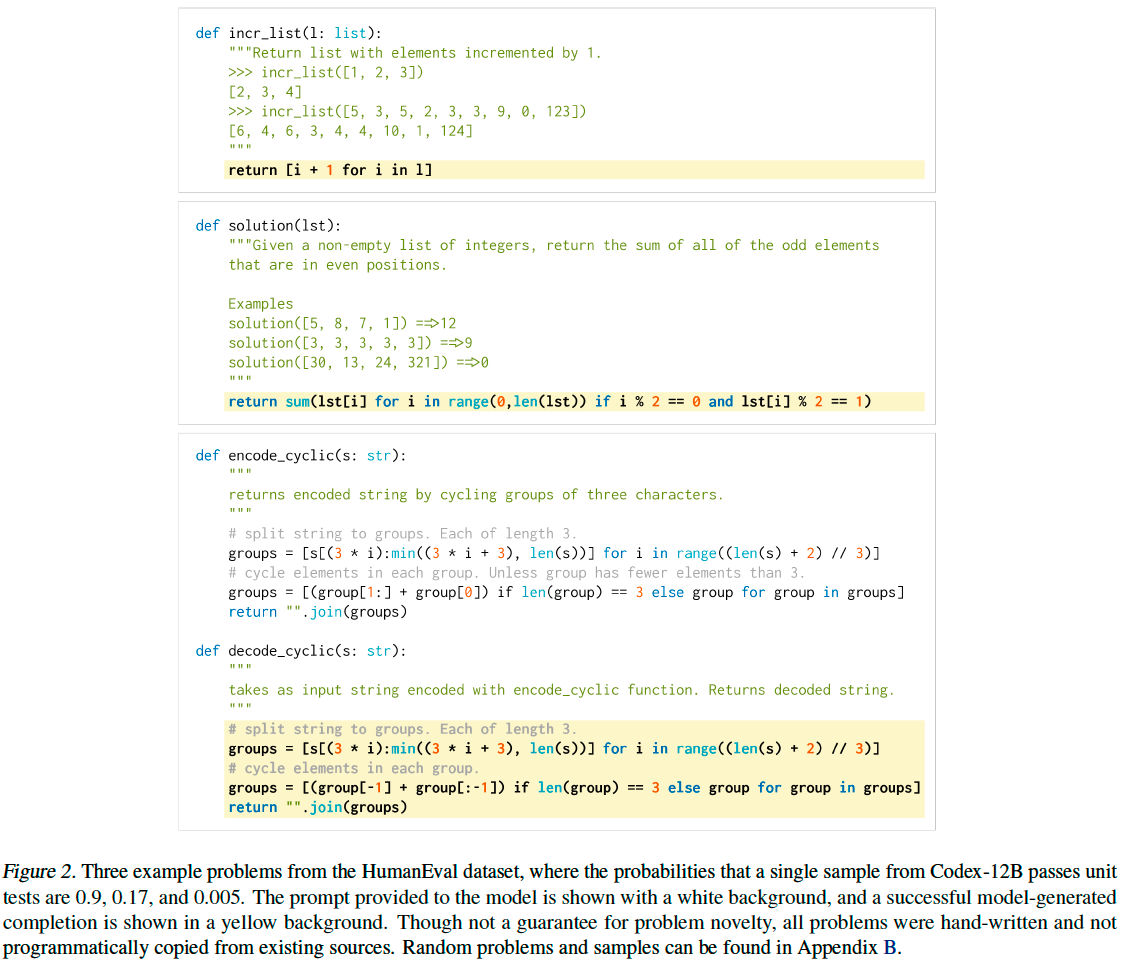 def incr_list(l: list):
    """Return list with elements incremented by 1.
    >>> incr_list([1, 2, 3])
    [2, 3, 4]
    >>> incr_list([5, 3, 5, 2, 3, 3, 9, 0, 123])
    [6, 4, 6, 3, 4, 4, 10, 1, 124]
    """
    return [i + 1 for i in l]
def solution(lst):
    """Given a non-empty list of integers, return the sum of all of the odd elements
    that are in even positions.
    Examples
    solution([5, 8, 7, 1]) ==>12
    solution([3, 3, 3, 3, 3]) ==>9
    solution([30, 13, 24, 321]) ==>0
    """
    return sum(lst[i] for i in range(0,len(lst)) if i % 2 == 0 and lst[i] % 2 == 1)
def encode_cyclic(s: str):
    """
    returns encoded string by cycling groups of three characters.
    """
    # split string to groups. Each of length 3.
    groups = [s[(3 * i):min((3 * i + 3), len(s))] for i in range((len(s) + 2) // 3)]
    # cycle elements in each group. Unless group has fewer elements than 3.
    groups = [(group[1:] + group[0]) if len(group) == 3 else group for group in groups]
    return "".join(groups)
def decode_cyclic(s: str):
    """
    takes as input string encoded with encode_cyclic function. Returns decoded string.
    """
    # split string to groups. Each of length 3.
    groups = [s[(3 * i):min((3 * i + 3), len(s))] for i in range((len(s) + 2) // 3)]
    # cycle elements in each group.
    groups = [(group[-1] + group[:-1]) if len(group) == 3 else group for group in groups]
    return "".join(groups)
Figure 2. Three example problems from the HumanEval dataset, where the probabilities that a single sample from Codex-12B passes unit
tests are 0.9, 0.17, and 0.005. The prompt provided to the model is shown with a white background, and a successful model-generated
completion is shown in a yellow background. Though not a guarantee for problem novelty, all problems were hand-written and not
programmatically copied from existing sources. Random problems and samples can be found in Appendix B.